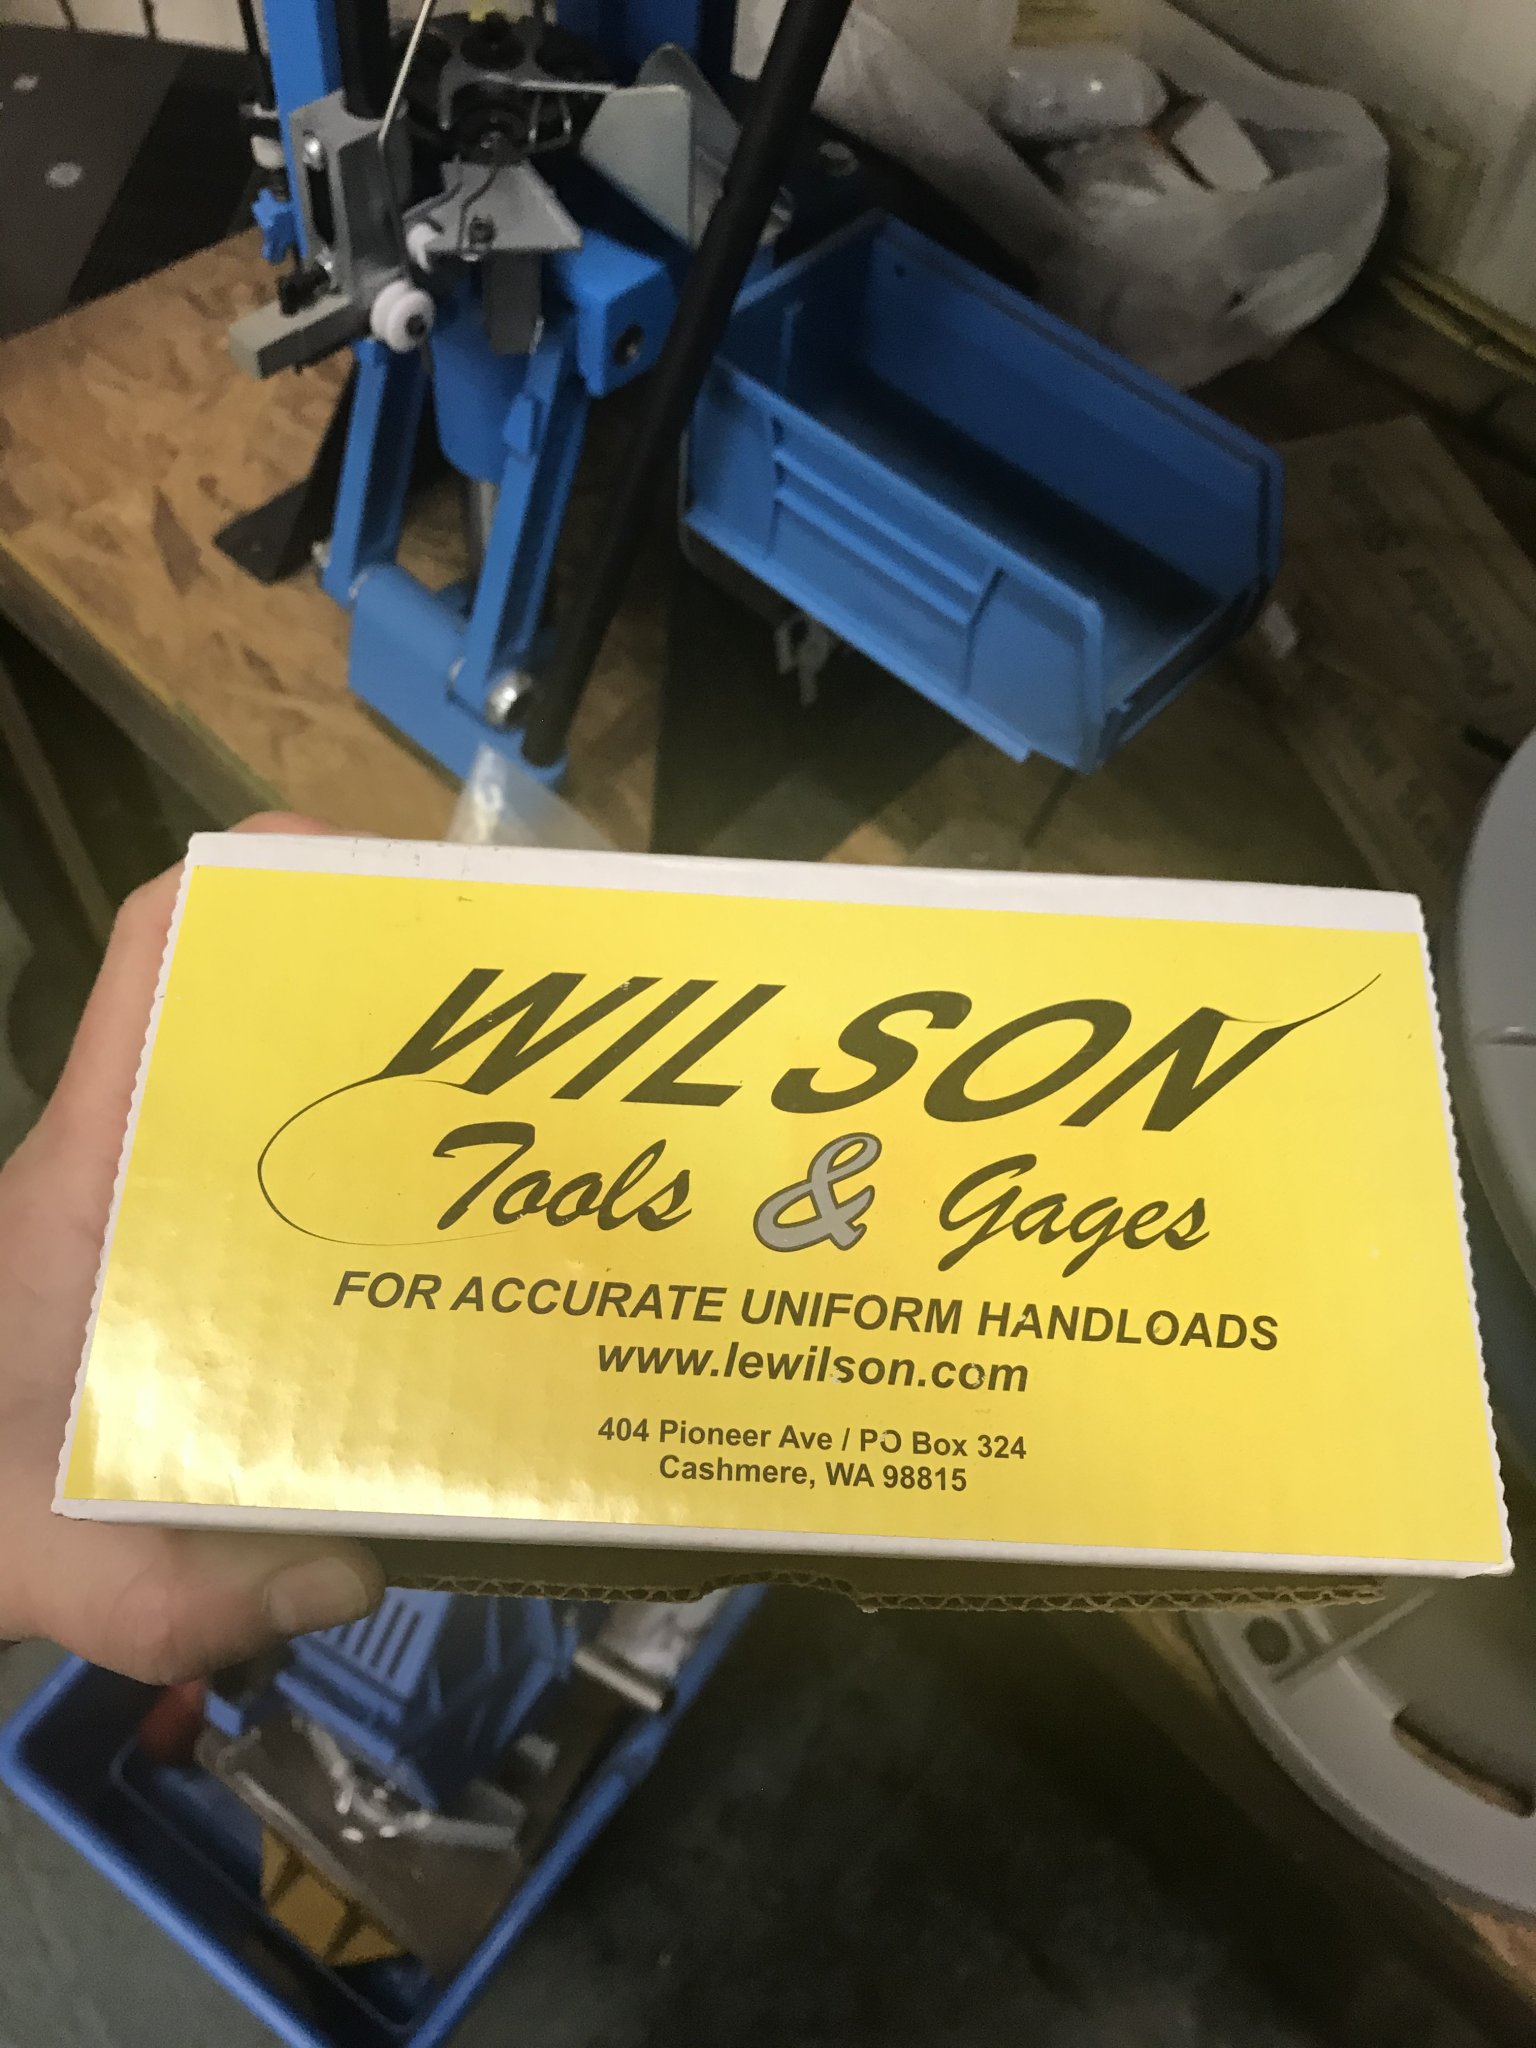 WILSON
Tools & Gages
FOR ACCURATE UNIFORM HANDLOADS
www.lewilson.com
404 Pioneer Ave / PO Box 324
Cashmere, WA 98815